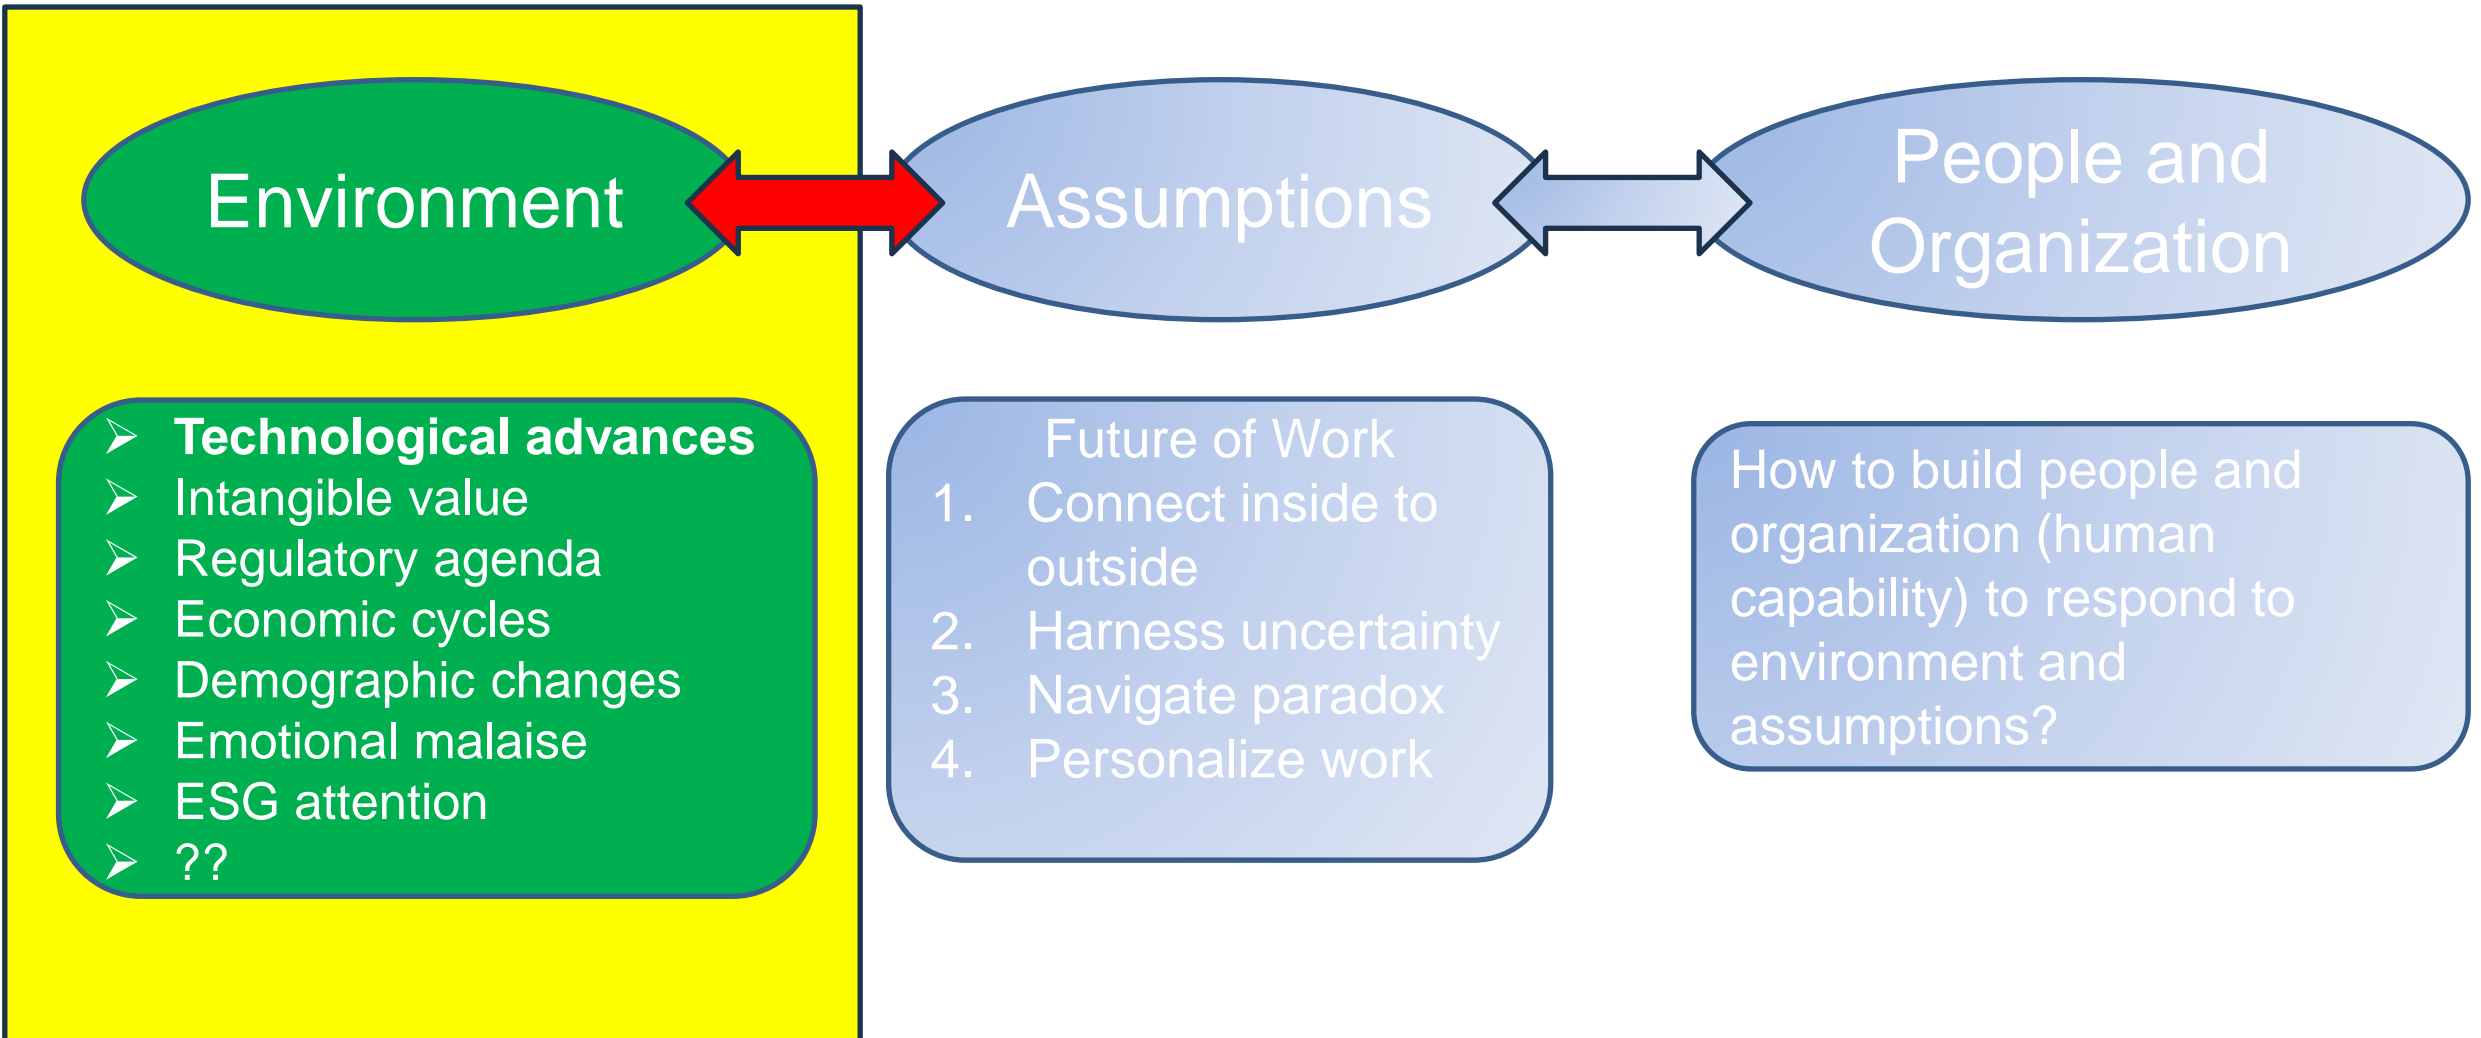 Environment
➢ Technological advances
➢ Intangible value
➢ Regulatory agenda
➢ Economic cycles
➢ Demographic changes
➢ Emotional malaise
➢ ESG attention
➢ ??
Assumptions
Future of Work
1. Connect inside to
outside
2. Harness uncertainty
3. Navigate paradox
4. Personalize work
People and
Organization
How to build people and
organization (human
capability) to respond to
environment and
assumptions?